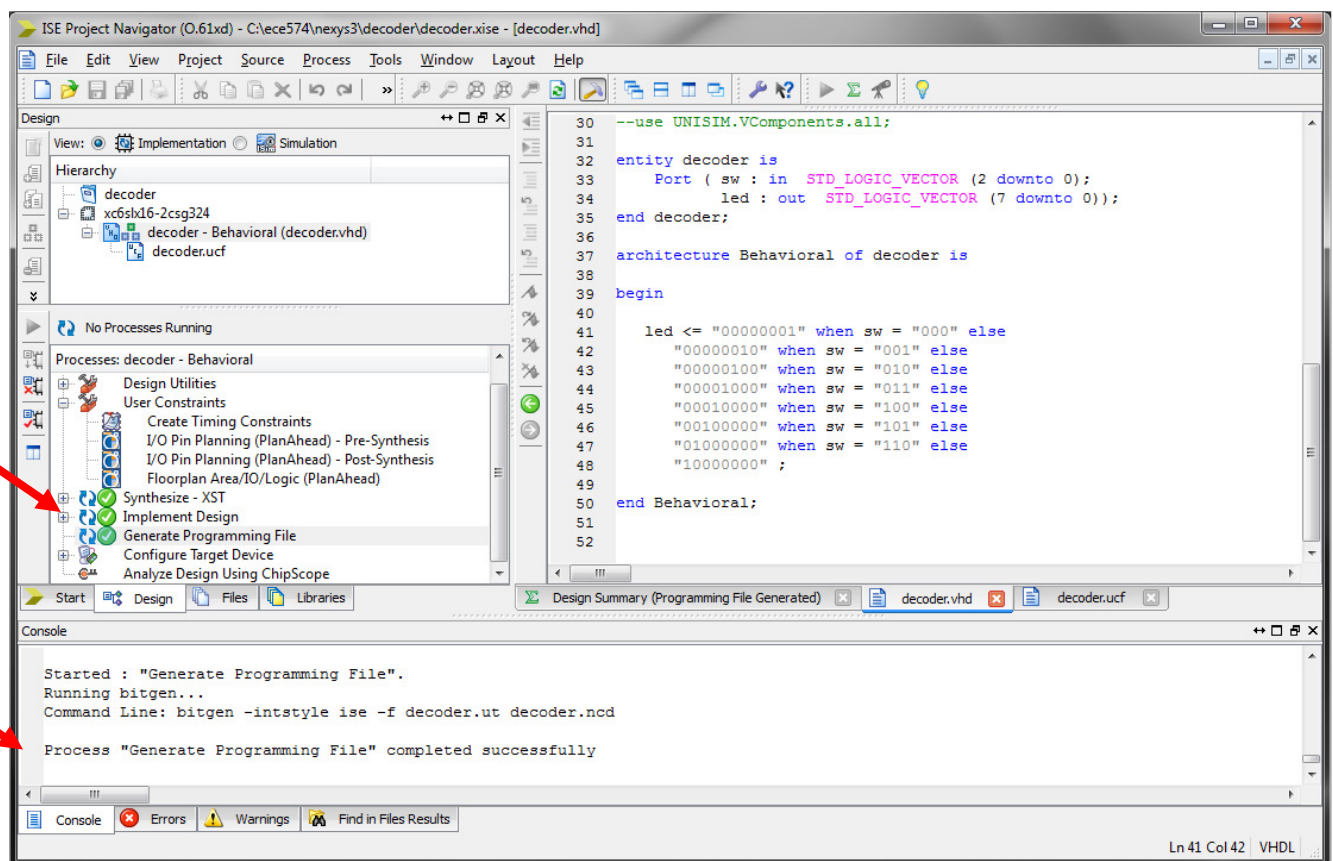 ISE Project Navigator (O.61xd) - C:\ece574\nexys3\decoder\decoder.xise - [decoder.vhd]
File Edit View Project Source Process Tools Window Layout Help
Design
View: Implementation Simulation
Hierarchy
decoder
xc6slx16-2csg324
decoder - Behavioral (decoder.vhd)
decoder.ucf
No Processes Running
Processes: decoder - Behavioral
Design Utilities
User Constraints
Create Timing Constraints
I/O Pin Planning (PlanAhead) - Pre-Synthesis
I/O Pin Planning (PlanAhead) - Post-Synthesis
Floorplan Area/IO/Logic (PlanAhead)
Synthesize - XST
Implement Design
Generate Programming File
Configure Target Device
Analyze Design Using ChipScope
Start Design Files Libraries
30 --use UNISIM.VComponents.all;
31
32 entity decoder is
33 Port ( sw : in STD_LOGIC_VECTOR (2 downto 0);
34 led : out STD_LOGIC_VECTOR (7 downto 0));
35 end decoder;
36
37 architecture Behavioral of decoder is
38
39 begin
40
41 led <= "00000001" when sw = "000" else
42 "00000010" when sw = "001" else
43 "00000100" when sw = "010" else
44 "00001000" when sw = "011" else
45 "00010000" when sw = "100" else
46 "00100000" when sw = "101" else
47 "01000000" when sw = "110" else
48 "10000000" ;
49
50 end Behavioral;
51
52
Design Summary (Programming File Generated) decoder.vhd decoder.ucf
Console
Started : "Generate Programming File".
Running bitgen...
Command Line: bitgen -intstyle ise -f decoder.ut decoder.ncd
Process "Generate Programming File" completed successfully
Console Errors Warnings Find in Files Results
Ln 41 Col 42 VHDL